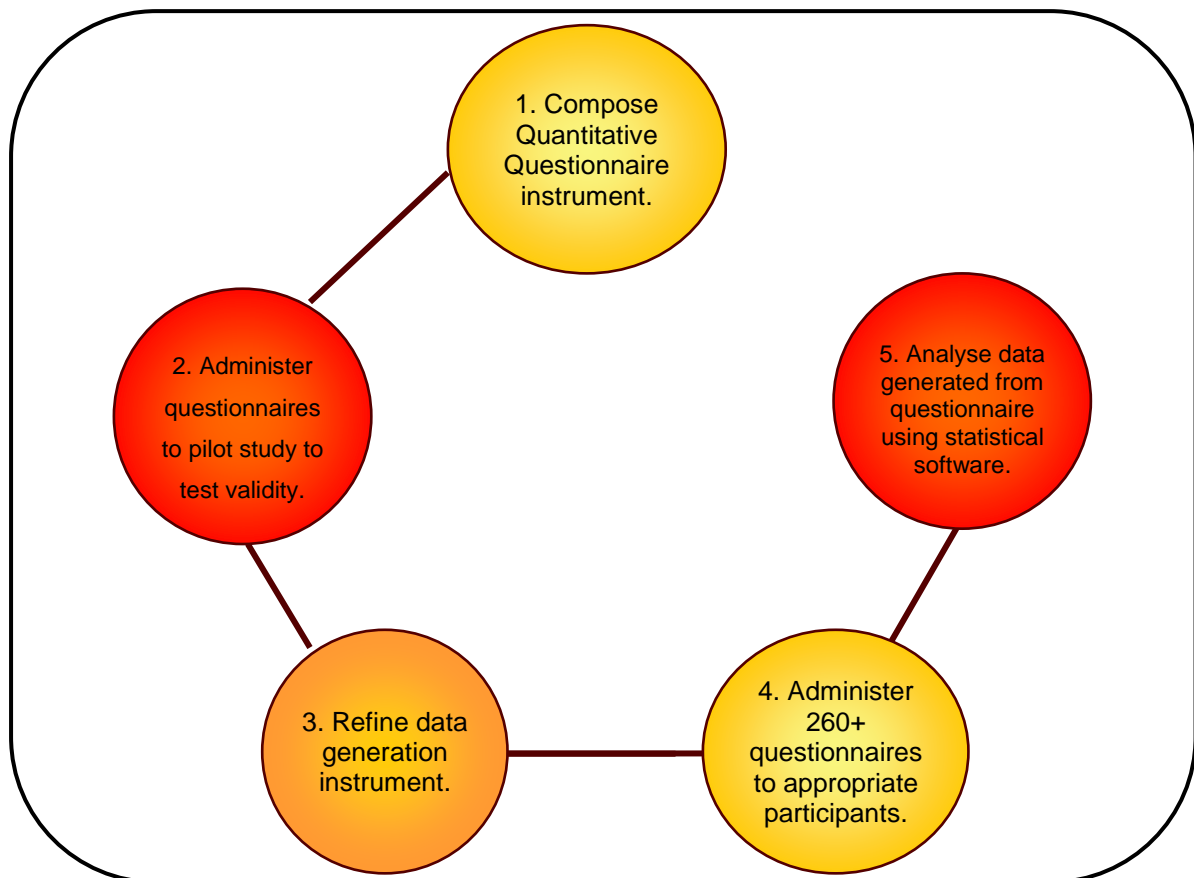 1. Compose
Quantitative
Questionnaire
instrument.
2. Administer
questionnaires
to pilot study to
test validity.
3. Refine data
generation
instrument.
4. Administer
260+
questionnaires
to appropriate
participants.
5. Analyse data
generated from
questionnaire
using statistical
software.